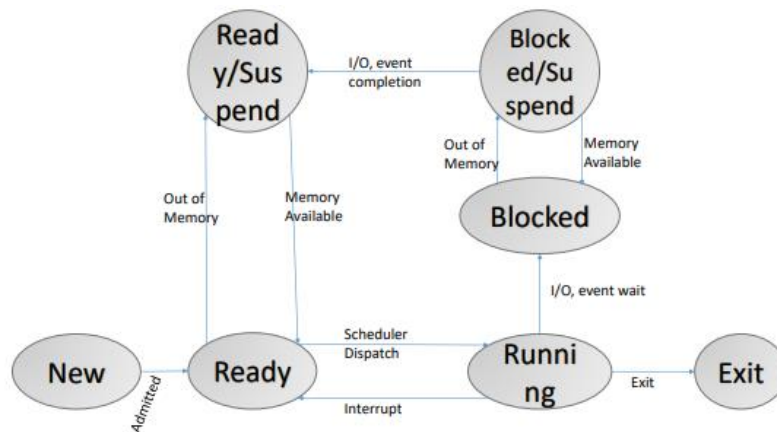 Read
y/Sus
pend
I/O, event
completion
Block
ed/Su
spend
Out of
Memory
Memory
Available
Out of
Memory
Memory
Available
Blocked
I/O, event wait
Scheduler
Dispatch
New
Admitted
Ready
Runni
ng
Exit
Exit
Interrupt